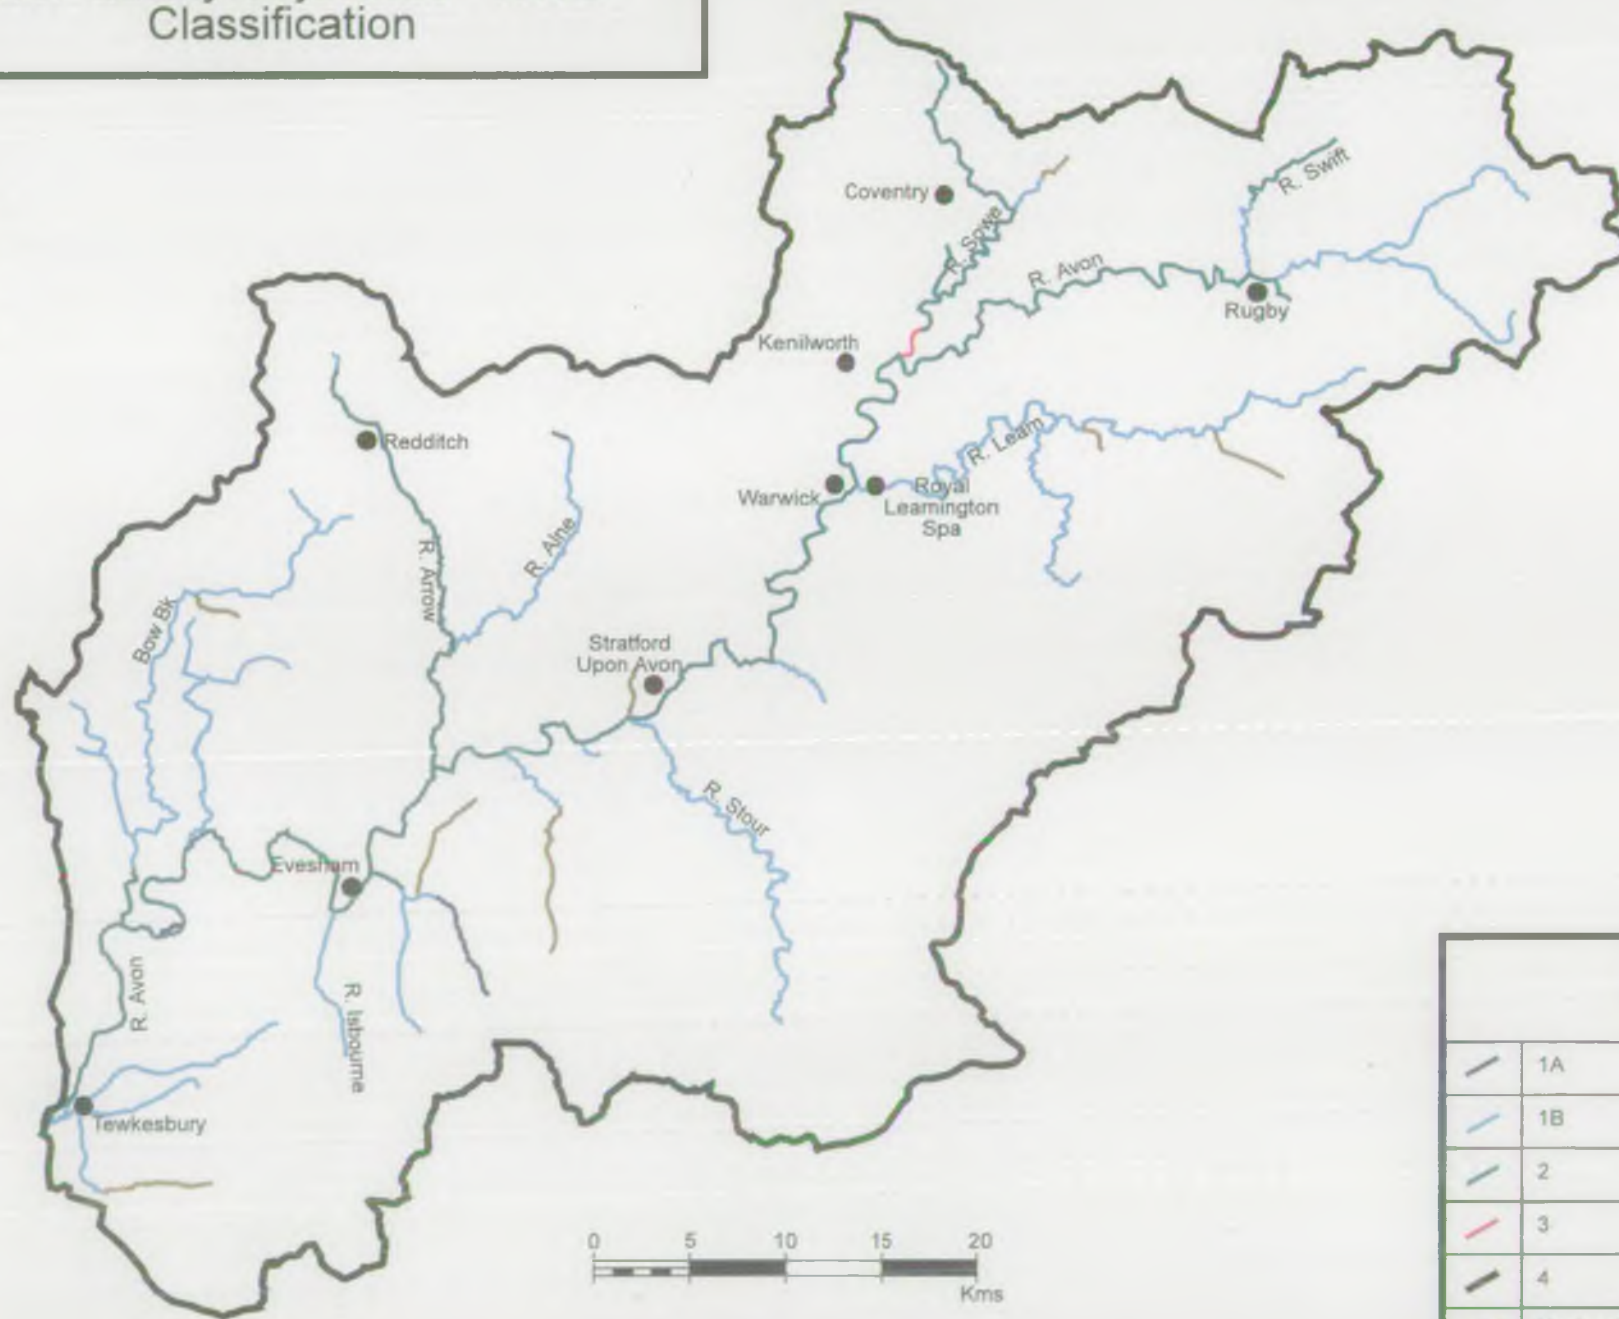 Classification
Coventry
R. Sowe
R. Swift
R. Avon
Rugby
Kenilworth
Redditch
R. Leam
Warwick
Royal
Leamington
Spa
R. Alne
R. Arrow
Bow Bk
Stratford
Upon Avon
R. Stour
Evesham
R. Avon
R. Isbourne
Tewkesbury
0 5 10 15 20
Kms
1A
1B
2
3
4